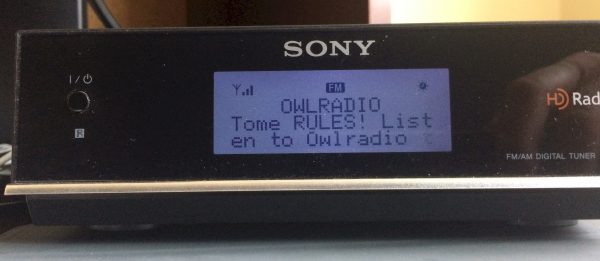 SONY
I/⏻
FM
OWLRADIO
Tome RULES! List
en to Owlradio
R
HD Rad
FM/AM DIGITAL TUNER